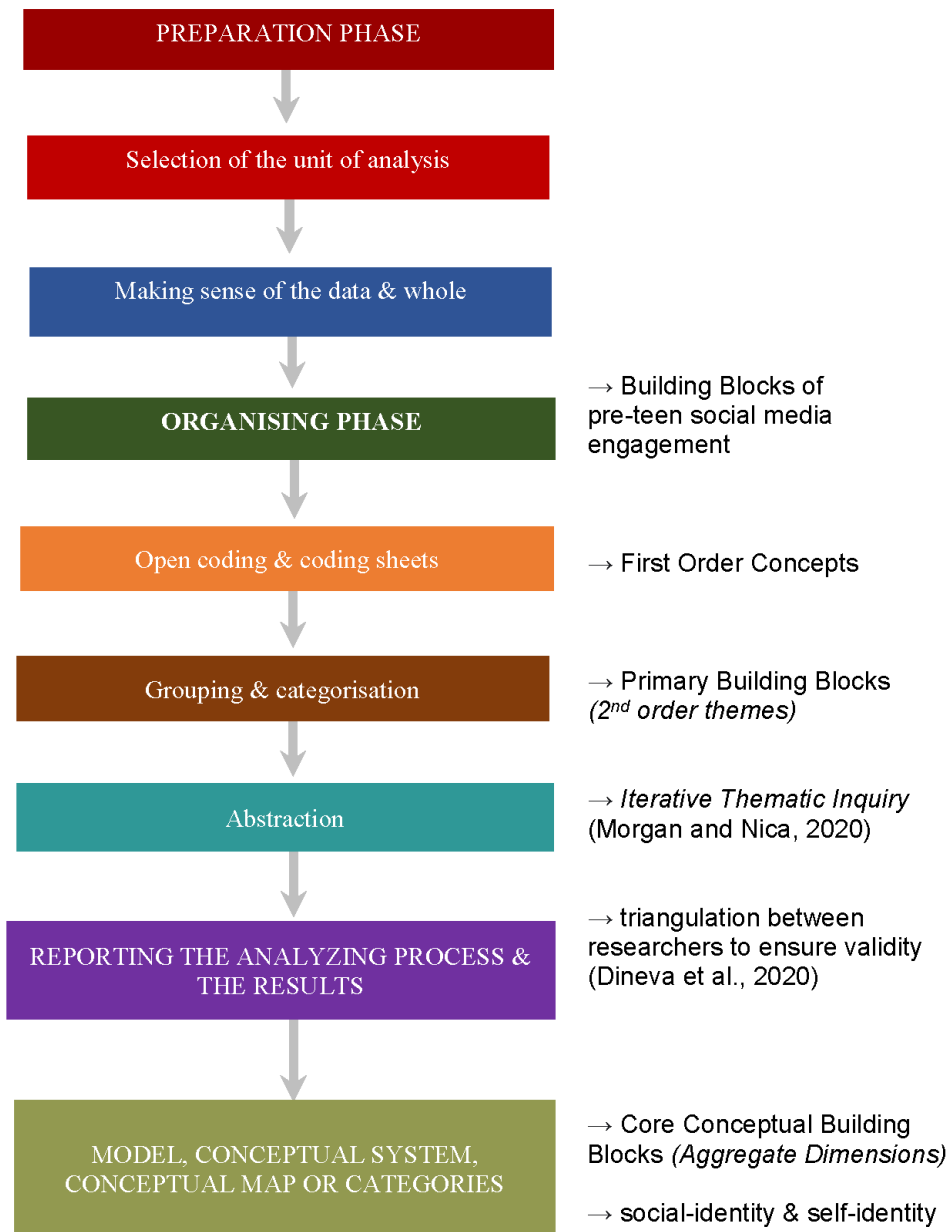 PREPARATION PHASE
Selection of the unit of analysis
Making sense of the data & whole
ORGANISING PHASE
→ Building Blocks of
pre-teen social media
engagement
Open coding & coding sheets
→ First Order Concepts
Grouping & categorisation
→ Primary Building Blocks
(2nd order themes)
Abstraction
→ Iterative Thematic Inquiry
(Morgan and Nica, 2020)
REPORTING THE ANALYZING PROCESS &
THE RESULTS
→ triangulation between
researchers to ensure validity
(Dineva et al., 2020)
MODEL, CONCEPTUAL SYSTEM,
CONCEPTUAL MAP OR CATEGORIES
→ Core Conceptual Building
Blocks (Aggregate Dimensions)
→ social-identity & self-identity